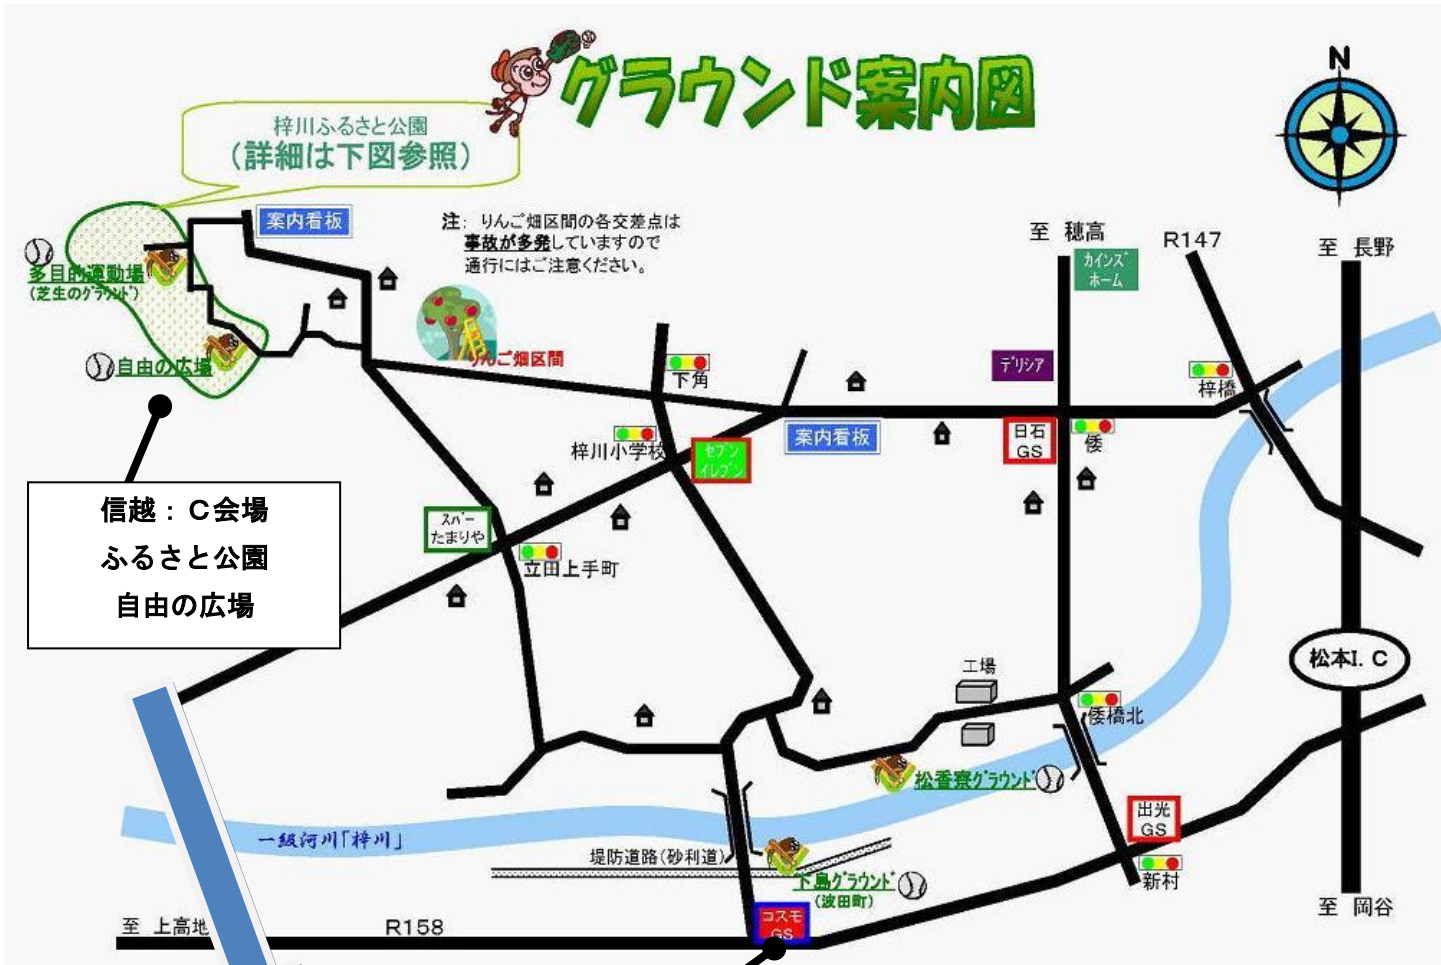 グラウンド案内図
N
梓川ふるさと公園
(詳細は下図参照)
案内看板
注: りんご畑区間の各交差点は
事故が多発していますので
通行にはご注意ください。
至 穂高
R147
至 長野
カインズ
ホーム
多目的運動場
(芝生のグラウンド)
自由の広場
りんご畑区間
下角
デリシア
梓橋
梓川小学校
セブン
イレブン
案内看板
日石
GS
倭
信越:C会場
ふるさと公園
自由の広場
スーパー
たまりや
立田上手町
工場
松本I.C
倭橋北
松香寮グラウンド
出光
GS
一級河川「梓川」
堤防道路(砂利道)
下島グラウンド
(波田町)
新村
至 上高地
R158
コスモ
GS
至 岡谷